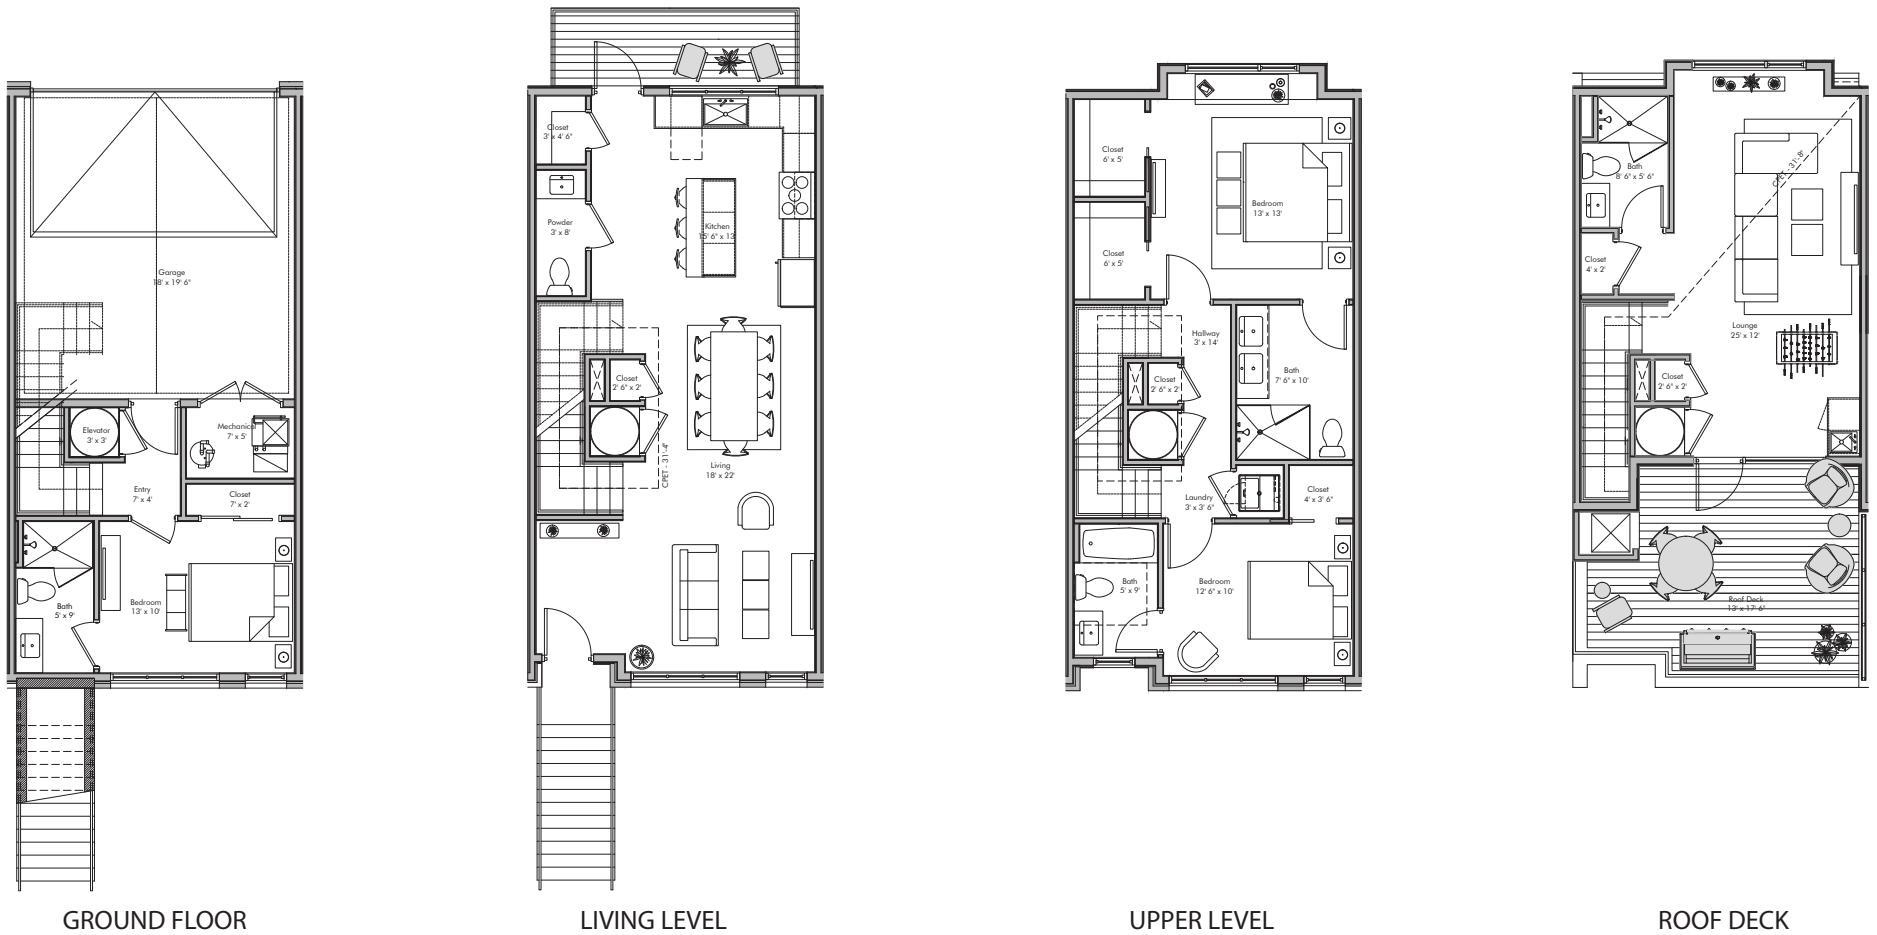 Garage
18' x 19' 6"
Elevator
3' x 3'
Mechanical
7' x 5'
Entry
7' x 4'
Closet
7' x 2'
Bath
5' x 9'
Bedroom
13' x 10'
GROUND FLOOR
Closet
3' x 4' 6"
Powder
3' x 8'
Kitchen
15' 6" x 13'
Closet
2' 6" x 2'
CPET - 31'-4"
Living
18' x 22'
LIVING LEVEL
Closet
6' x 5'
Bedroom
13' x 13'
Closet
6' x 5'
Hallway
3' x 14'
Closet
2' 6" x 2'
Bath
7' 6" x 10'
Laundry
3' x 3' 6"
Closet
4' x 3' 6"
Bath
5' x 9'
Bedroom
12' 6" x 10'
UPPER LEVEL
Bath
8' 6" x 5' 6"
CPET - 31'-8"
Closet
4' x 2'
Lounge
25' x 12'
Closet
2' 6" x 2'
Roof Deck
13' x 17' 6"
ROOF DECK